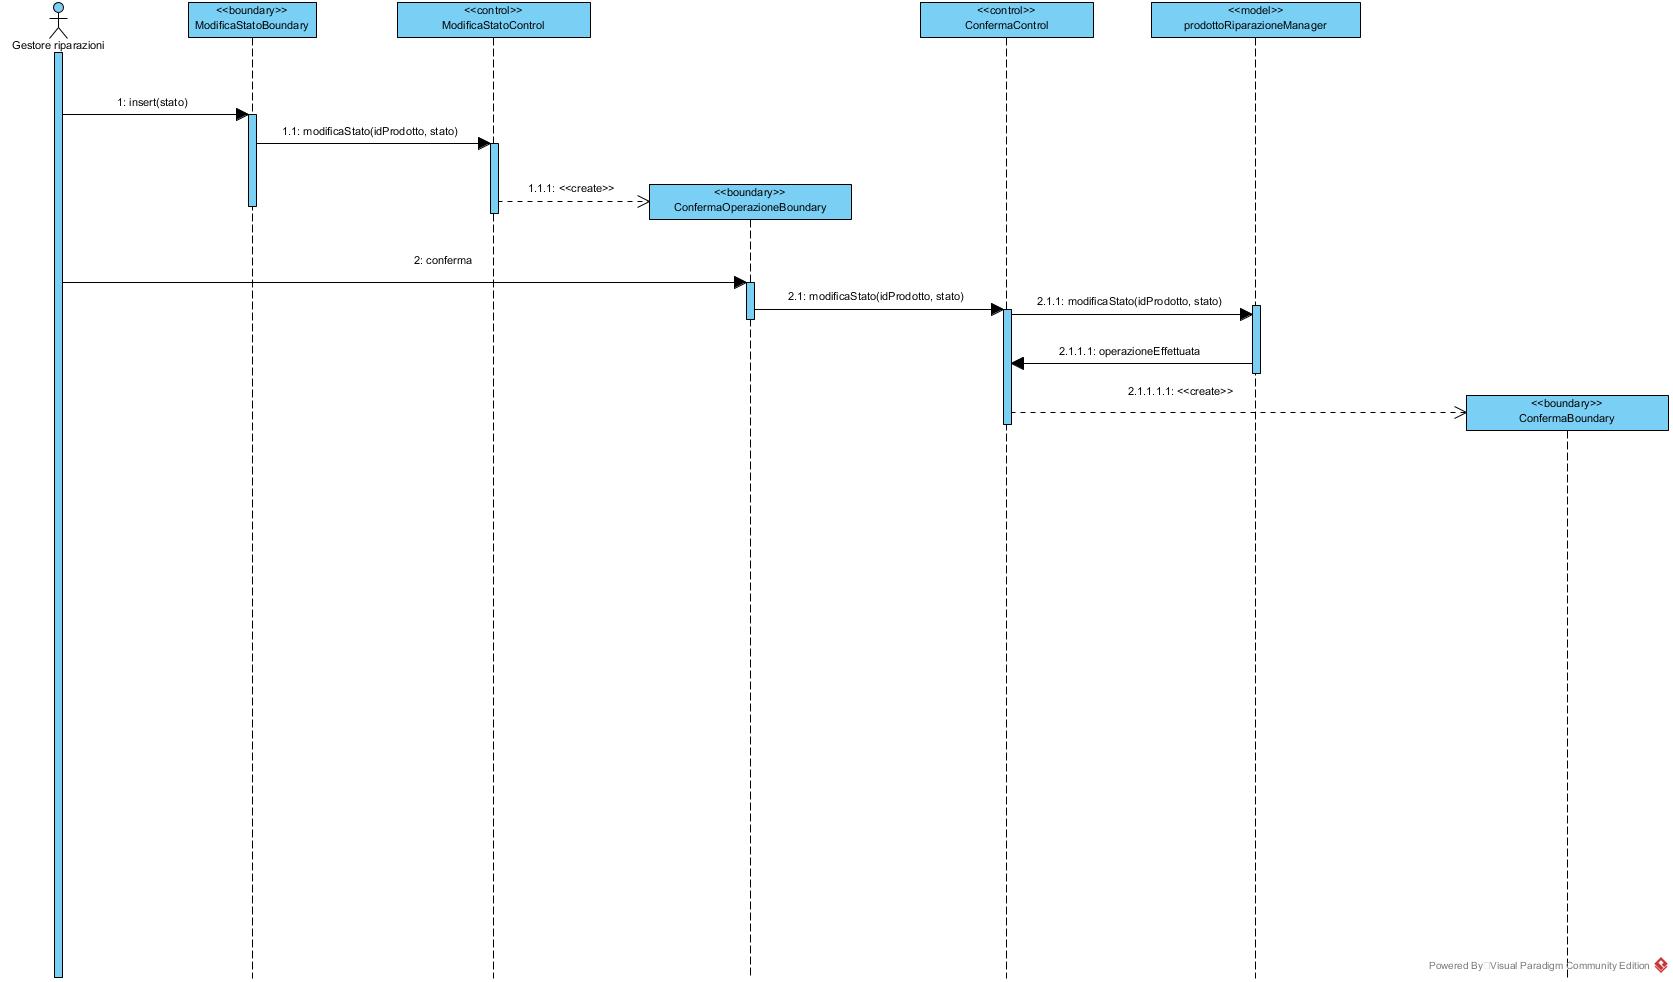 Gestore riparazioni
<<boundary>>
ModificaStatoBoundary
<<control>>
ModificaStatoControl
<<control>>
ConfermaControl
<<model>>
prodottoRiparazioneManager
1: insert(stato)
1.1: modificaStato(idProdotto, stato)
1.1.1: <<create>>
<<boundary>>
ConfermaOperazioneBoundary
2: conferma
2.1: modificaStato(idProdotto, stato)
2.1.1: modificaStato(idProdotto, stato)
2.1.1.1: operazioneEffettuata
2.1.1.1.1: <<create>>
<<boundary>>
ConfermaBoundary
Powered By Visual Paradigm Community Edition